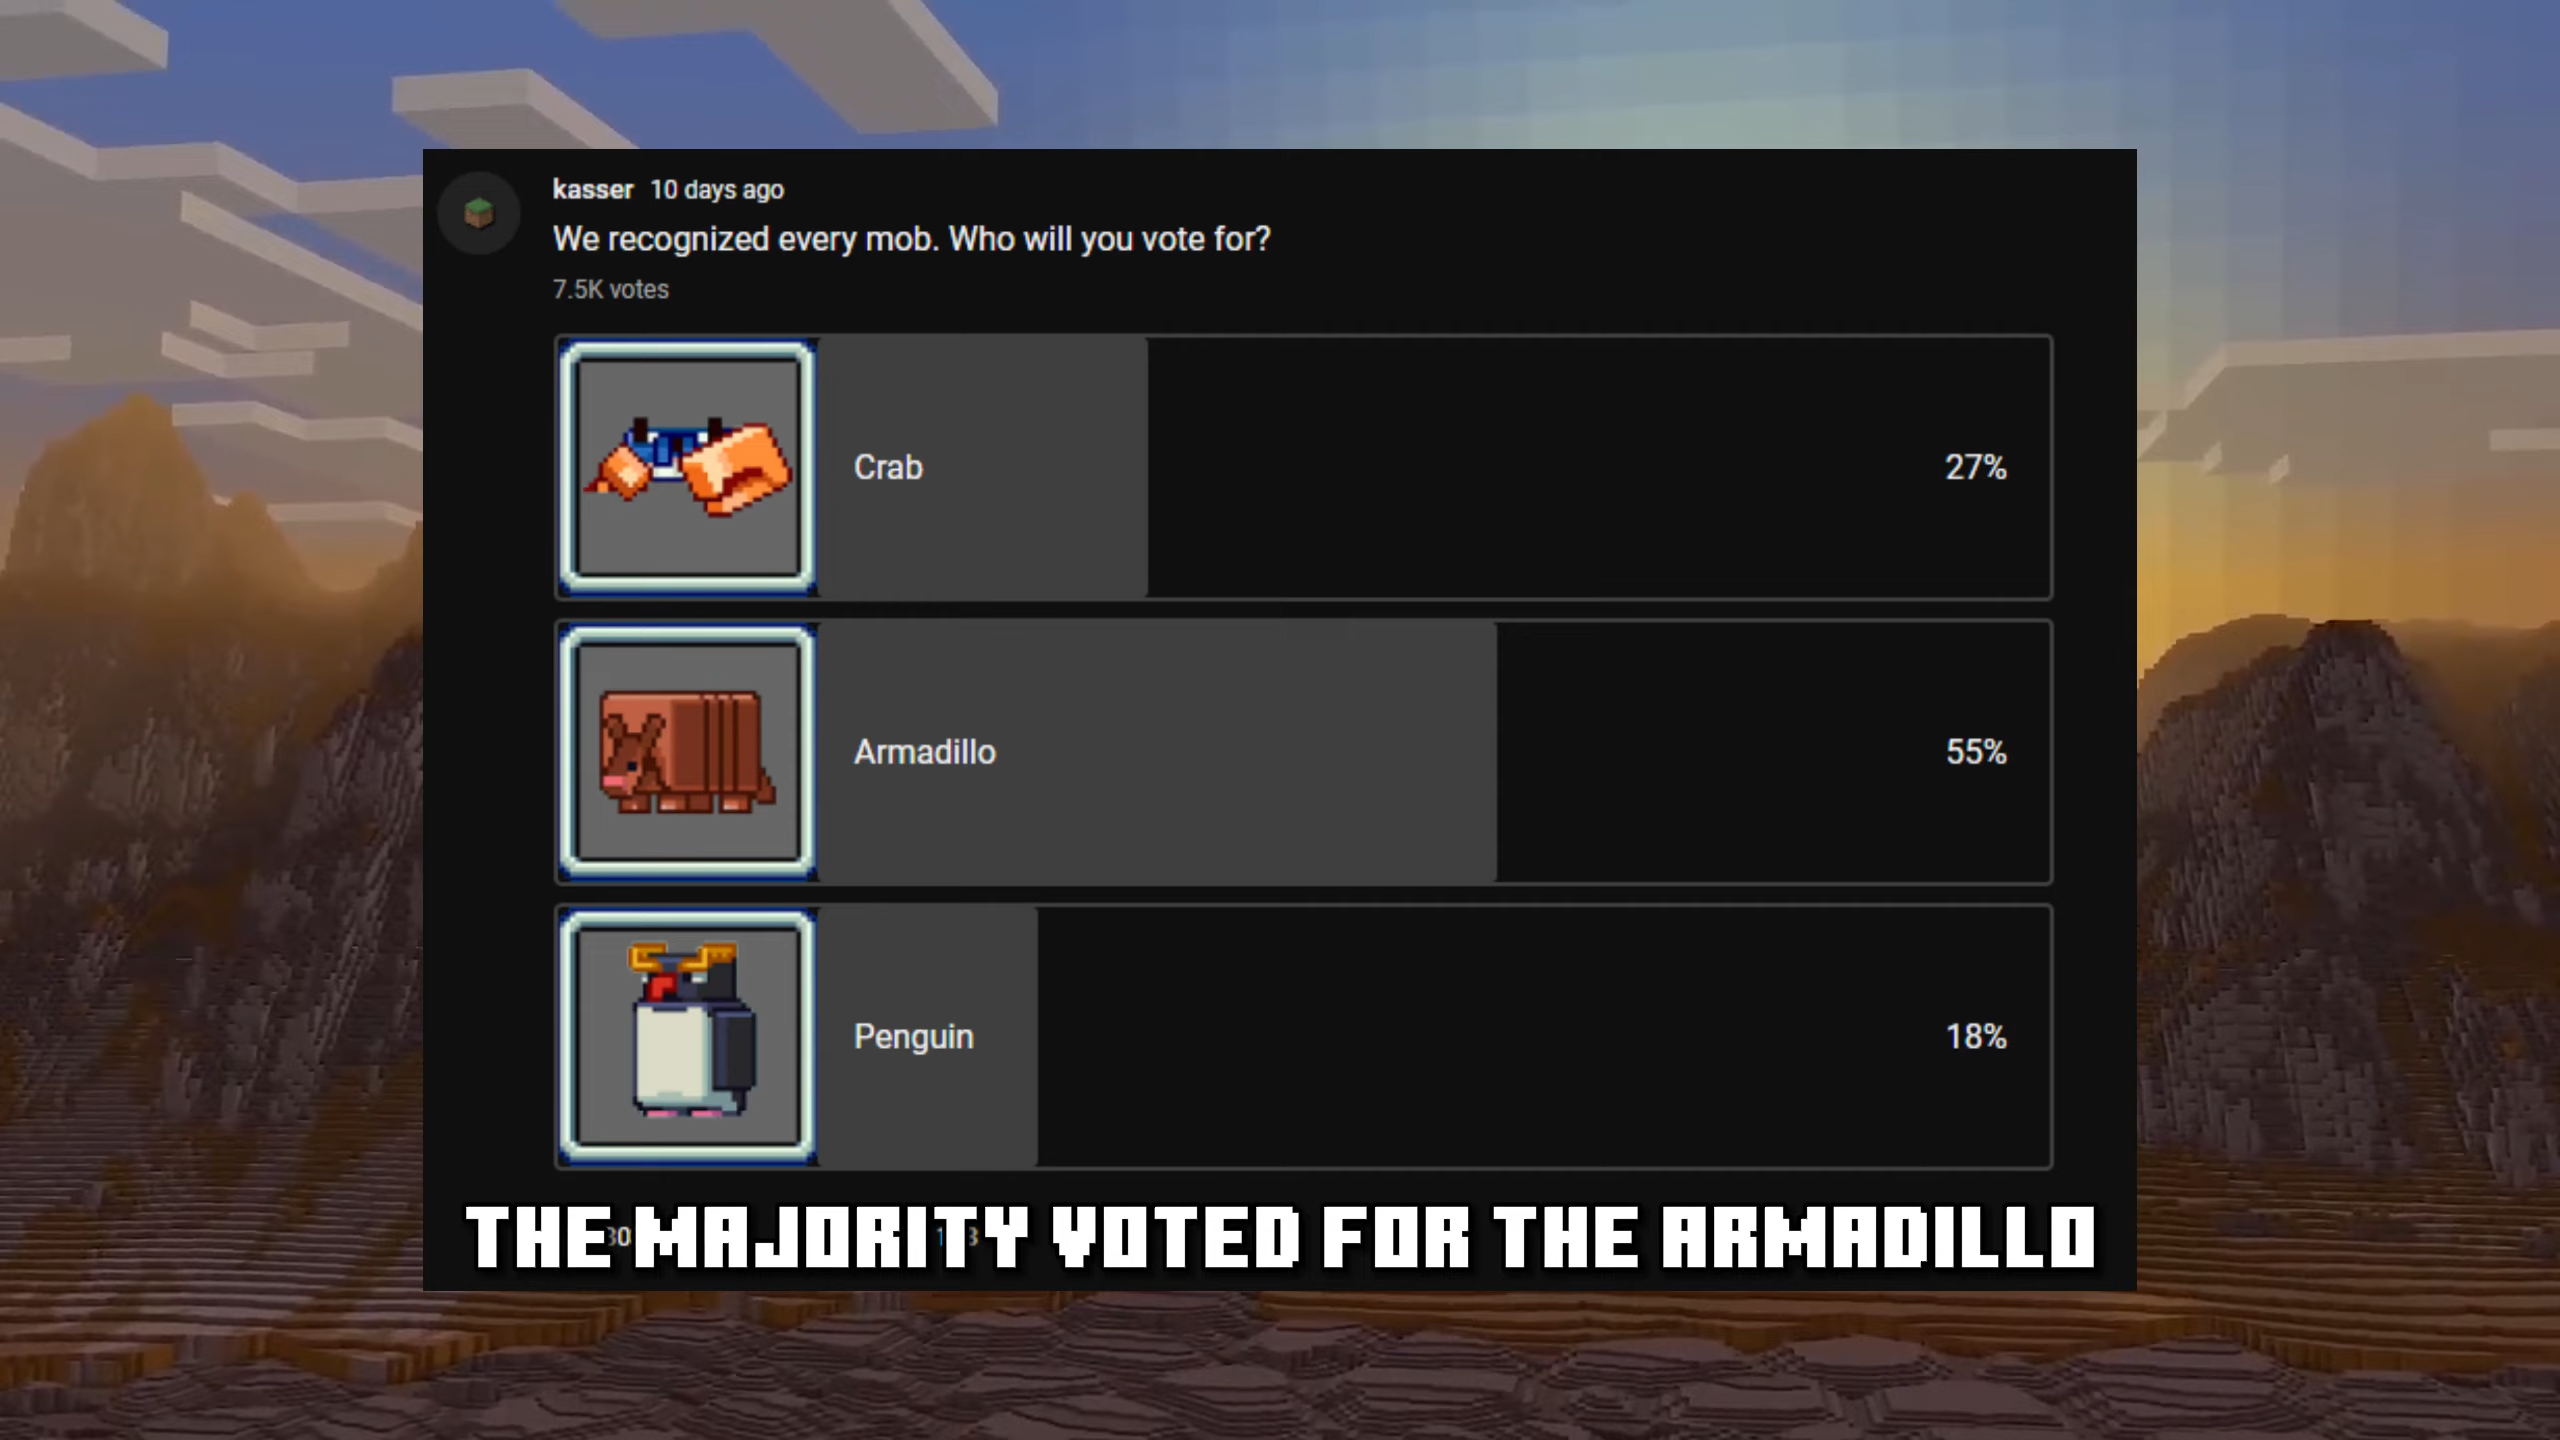 kasser 10 days ago
We recognized every mob. Who will you vote for?
7.5K votes
Crab 27%
Armadillo 55%
Penguin 18%
THE MAJORITY VOTED FOR THE ARMADILLO